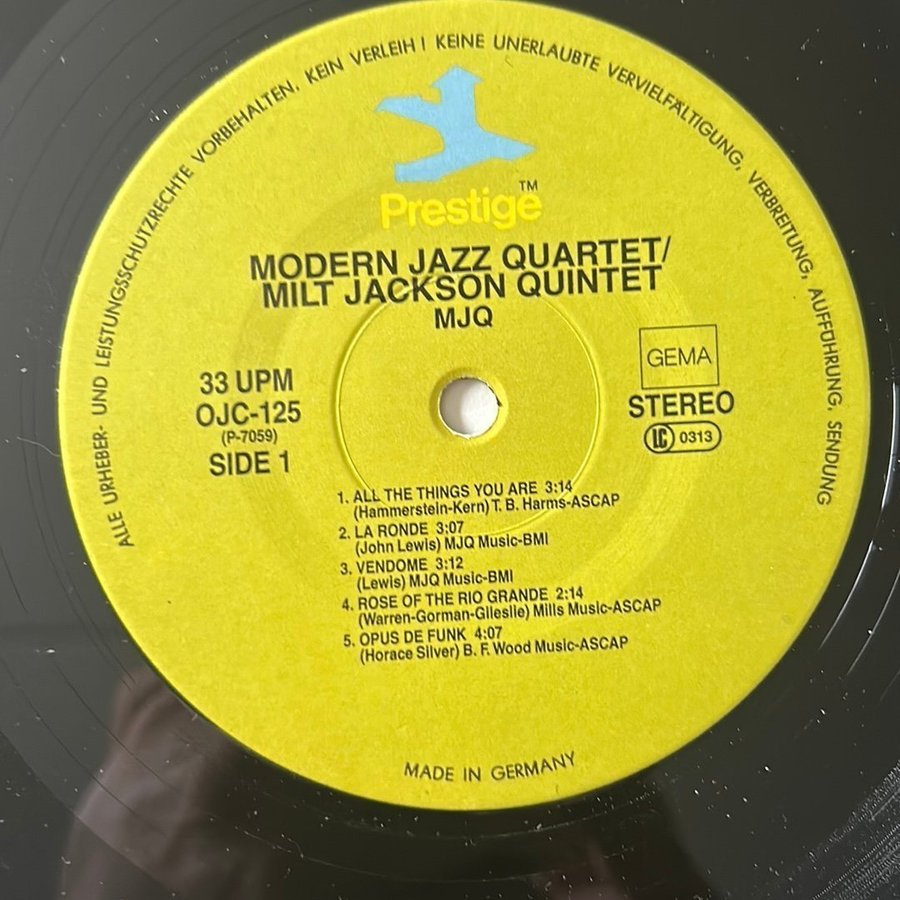 ALLE URHEBER- UND LEISTUNGSSCHUTZRECHTE VORBEHALTEN. KEIN VERLEIH! KEINE UNERLAUBTE VERVIELFÄLTIGUNG, VERBREITUNG, AUFFÜHRUNG, SENDUNG
Prestige™
MODERN JAZZ QUARTET/
MILT JACKSON QUINTET
MJQ
33 UPM
OJC-125
(P-7059)
SIDE 1
GEMA
STEREO
LC 0313
1. ALL THE THINGS YOU ARE 3:14
(Hammerstein-Kern) T. B. Harms-ASCAP
2. LA RONDE 3:07
(John Lewis) MJQ Music-BMI
3. VENDOME 3:12
(Lewis) MJQ Music-BMI
4. ROSE OF THE RIO GRANDE 2:14
(Warren-Gorman-Gileslie) Mills Music-ASCAP
5. OPUS DE FUNK 4:07
(Horace Silver) B. F. Wood Music-ASCAP
MADE IN GERMANY